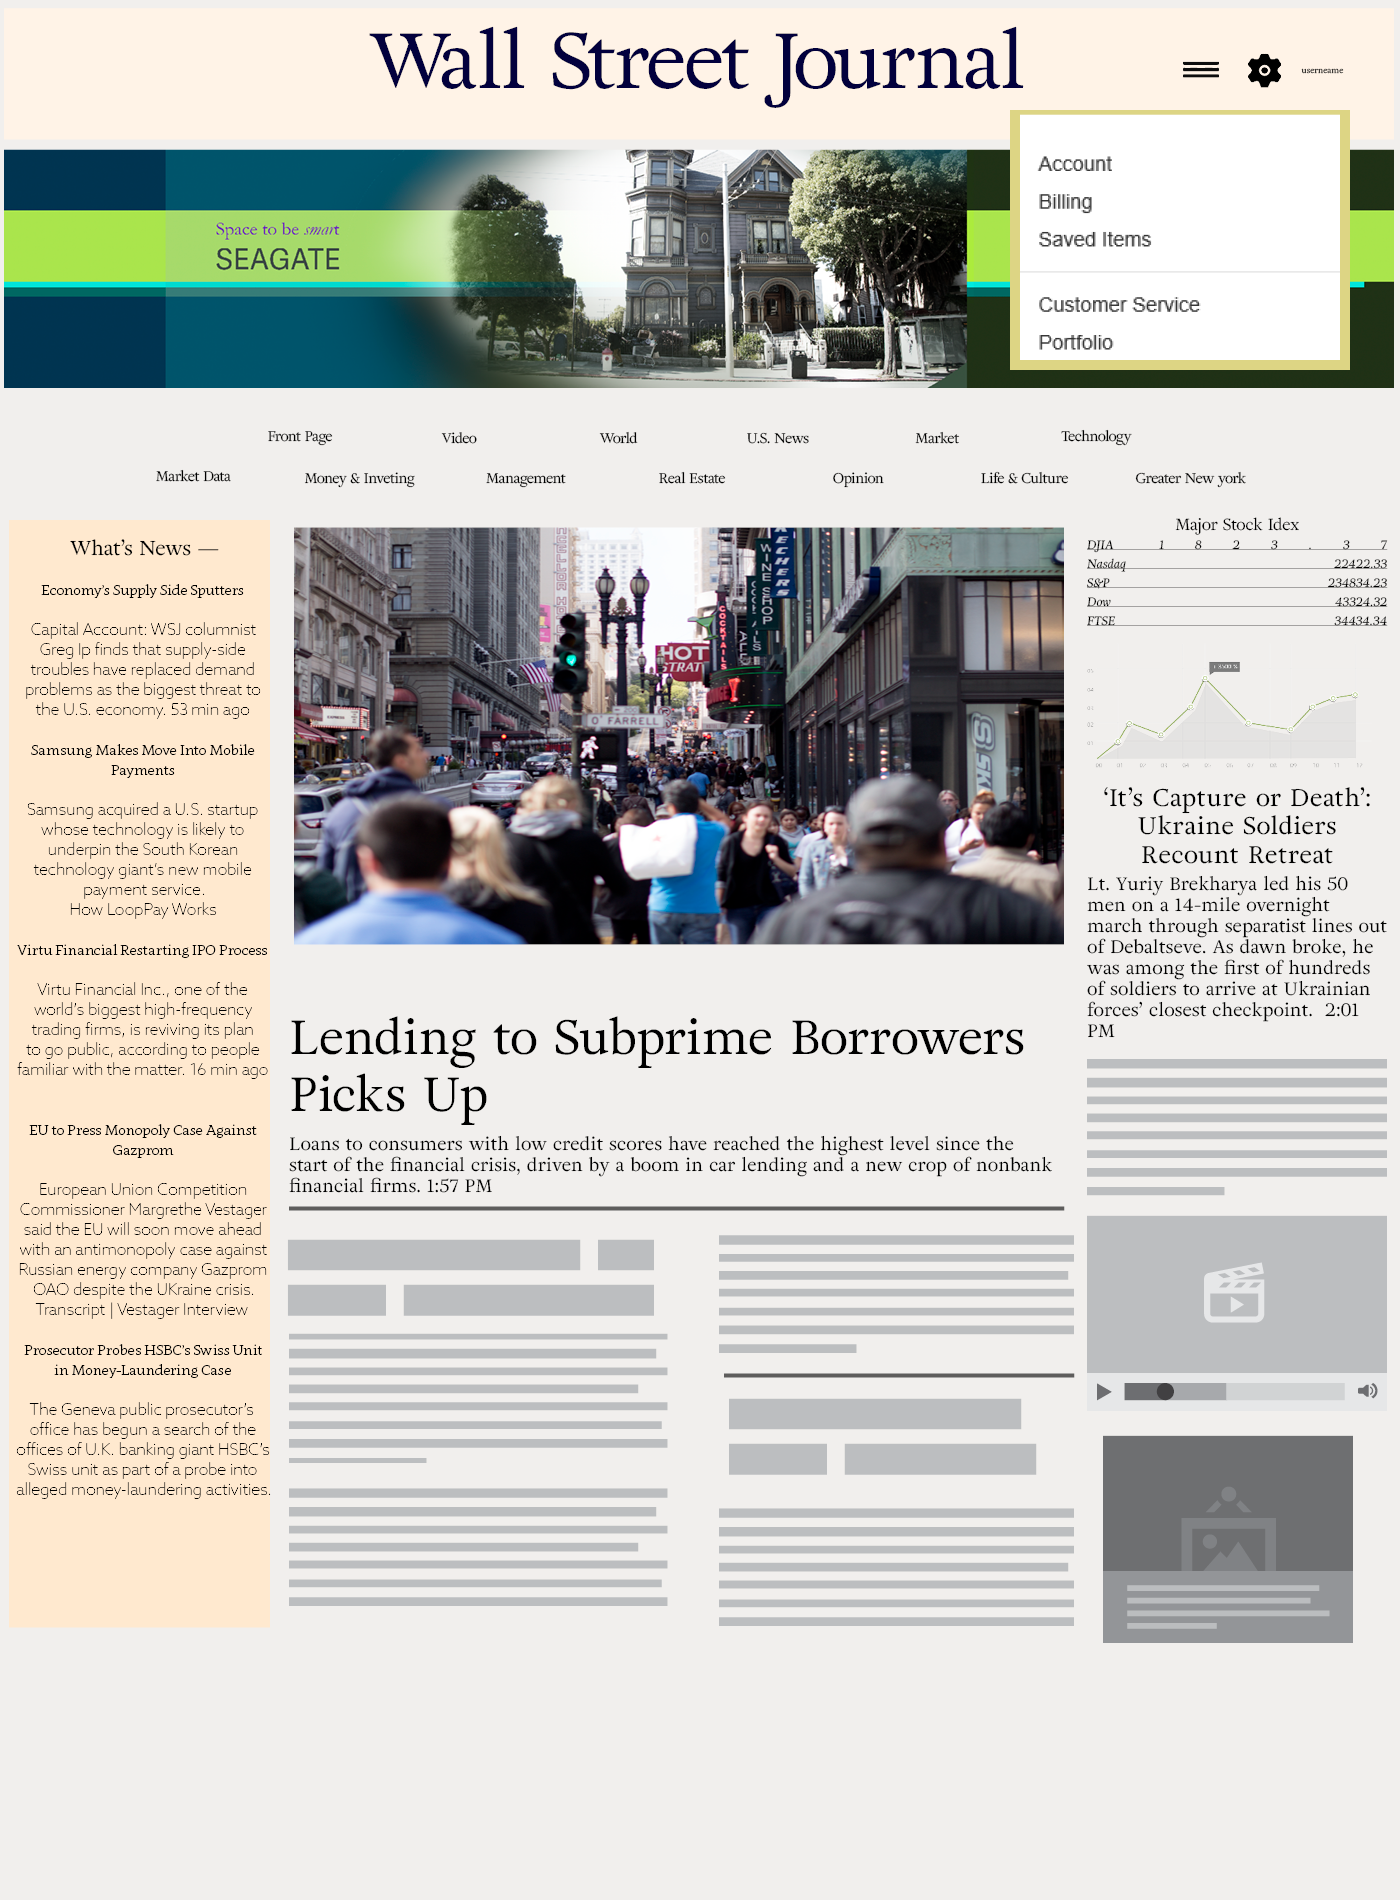 Wall Street Journal
userneame
Account
Billing
Saved Items
Customer Service
Portfolio
Space to be smart
SEAGATE
Front Page
Video
World
U.S. News
Market
Technology
Market Data
Money & Inveting
Management
Real Estate
Opinion
Life & Culture
Greater New york
What's News —
Economy's Supply Side Sputters
Capital Account: WSJ columnist
Greg Ip finds that supply-side
troubles have replaced demand
problems as the biggest threat to
the U.S. economy. 53 min ago
Samsung Makes Move Into Mobile
Payments
Samsung acquired a U.S. startup
whose technology is likely to
underpin the South Korean
technology giant's new mobile
payment service.
How LoopPay Works
Virtu Financial Restarting IPO Process
Virtu Financial Inc., one of the
world's biggest high-frequency
trading firms, is reviving its plan
to go public, according to people
familiar with the matter. 16 min ago
EU to Press Monopoly Case Against
Gazprom
European Union Competition
Commissioner Margrethe Vestager
said the EU will soon move ahead
with an antimonopoly case against
Russian energy company Gazprom
OAO despite the UKraine crisis.
Transcript | Vestager Interview
Prosecutor Probes HSBC's Swiss Unit
in Money-Laundering Case
The Geneva public prosecutor's
office has begun a search of the
offices of U.K. banking giant HSBC's
Swiss unit as part of a probe into
alleged money-laundering activities.
WINE SHOP
COCKTAILS
HOT
O'FARRELL
Lending to Subprime Borrowers
Picks Up
Loans to consumers with low credit scores have reached the highest level since the
start of the financial crisis, driven by a boom in car lending and a new crop of nonbank
financial firms. 1:57 PM
Major Stock Idex
DJIA 1 8 2 3 . 3 7
Nasdaq 22422.33
S&P 234834.23
Dow 43324.32
FTSE 34434.34
'It's Capture or Death':
Ukraine Soldiers
Recount Retreat
Lt. Yuriy Brekharya led his 50
men on a 14-mile overnight
march through separatist lines out
of Debaltseve. As dawn broke, he
was among the first of hundreds
of soldiers to arrive at Ukrainian
forces' closest checkpoint. 2:01
PM